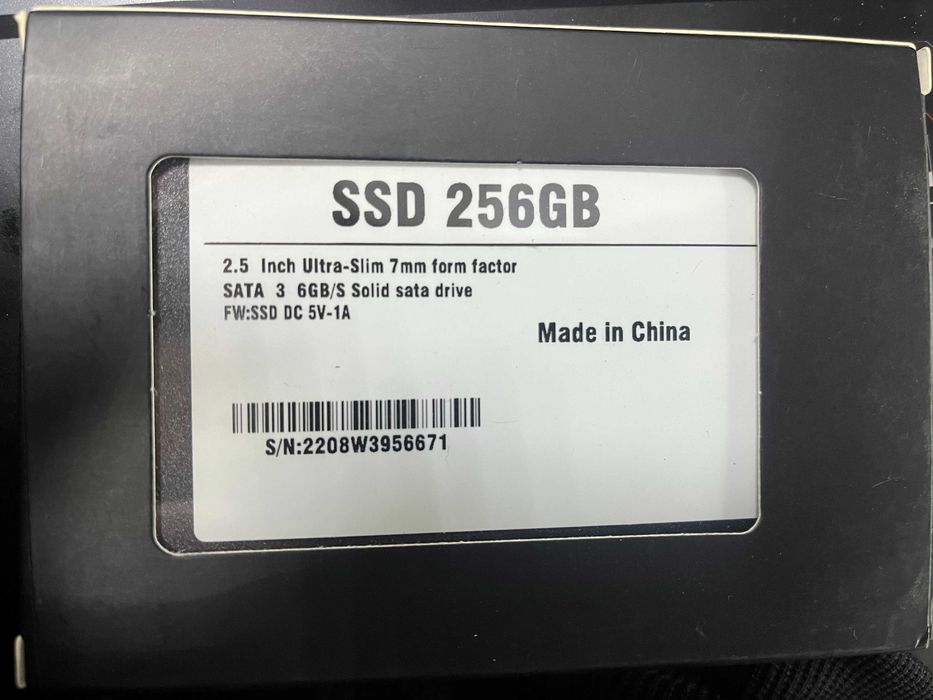 SSD 256GB
2.5 Inch Ultra-Slim 7mm form factor
SATA 3 6GB/S Solid sata drive
FW:SSD DC 5V-1A
Made in China
S/N:2208W3956671